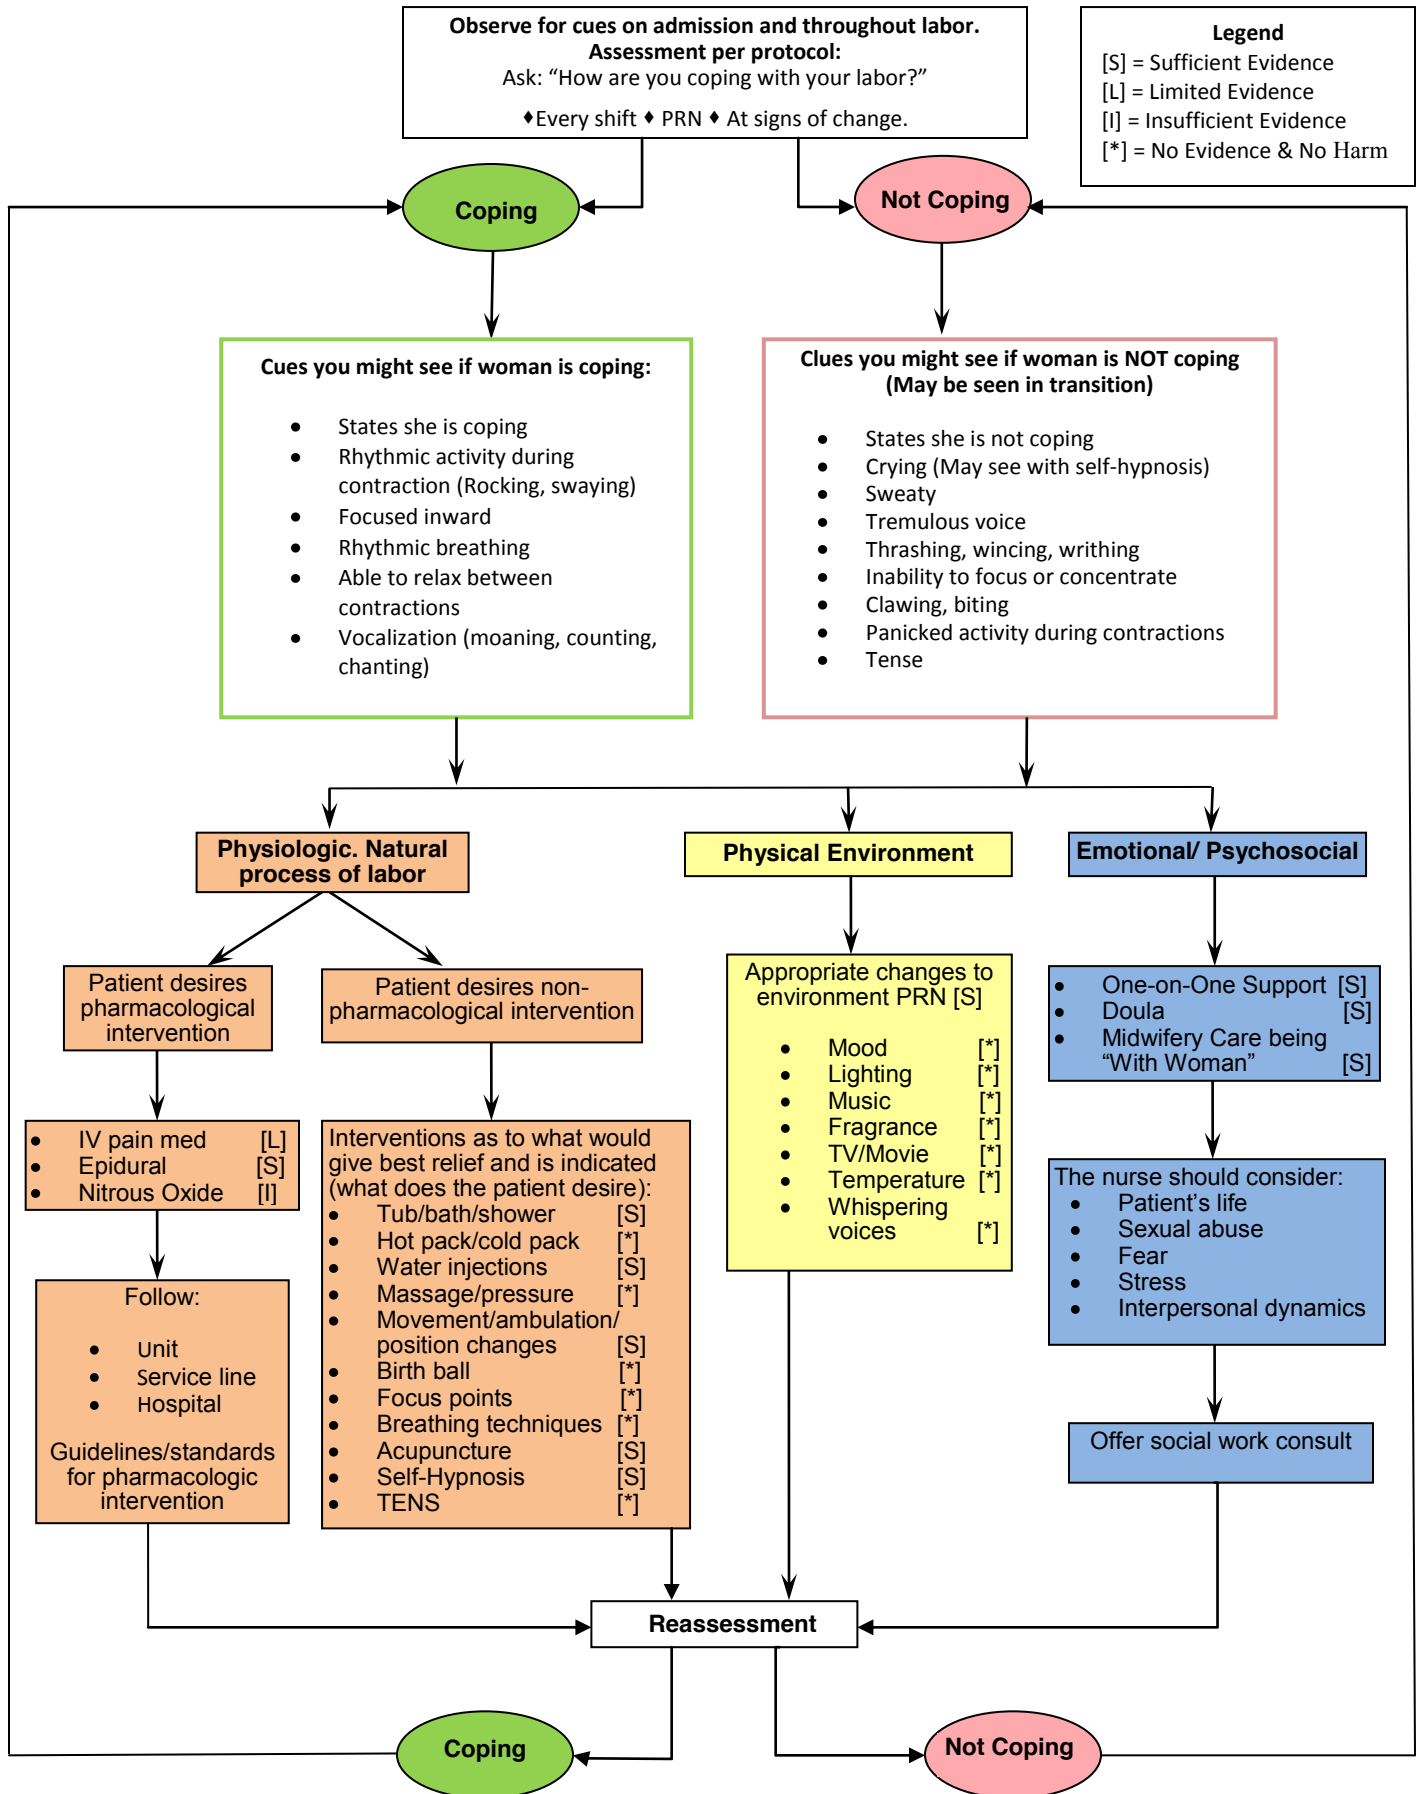 Observe for cues on admission and throughout labor.
Assessment per protocol:
Ask: “How are you coping with your labor?”
♦Every shift ♦ PRN ♦ At signs of change.
Legend
[S] = Sufficient Evidence
[L] = Limited Evidence
[I] = Insufficient Evidence
[*] = No Evidence & No Harm
Coping
Not Coping
Cues you might see if woman is coping:
● States she is coping
● Rhythmic activity during
contraction (Rocking, swaying)
● Focused inward
● Rhythmic breathing
● Able to relax between
contractions
● Vocalization (moaning, counting,
chanting)
Clues you might see if woman is NOT coping
(May be seen in transition)
● States she is not coping
● Crying (May see with self-hypnosis)
● Sweaty
● Tremulous voice
● Thrashing, wincing, writhing
● Inability to focus or concentrate
● Clawing, biting
● Panicked activity during contractions
● Tense
Physiologic. Natural
process of labor
Physical Environment
Emotional/ Psychosocial
Patient desires
pharmacological
intervention
Patient desires non-
pharmacological intervention
● IV pain med [L]
● Epidural [S]
● Nitrous Oxide [I]
Follow:
● Unit
● Service line
● Hospital
Guidelines/standards
for pharmacologic
intervention
Interventions as to what would
give best relief and is indicated
(what does the patient desire):
● Tub/bath/shower [S]
● Hot pack/cold pack [*]
● Water injections [S]
● Massage/pressure [*]
● Movement/ambulation/
position changes [S]
● Birth ball [*]
● Focus points [*]
● Breathing techniques [*]
● Acupuncture [S]
● Self-Hypnosis [S]
● TENS [*]
Appropriate changes to
environment PRN [S]
● Mood [*]
● Lighting [*]
● Music [*]
● Fragrance [*]
● TV/Movie [*]
● Temperature [*]
● Whispering
voices [*]
● One-on-One Support [S]
● Doula [S]
● Midwifery Care being
“With Woman” [S]
The nurse should consider:
● Patient’s life
● Sexual abuse
● Fear
● Stress
● Interpersonal dynamics
Offer social work consult
Reassessment
Coping
Not Coping